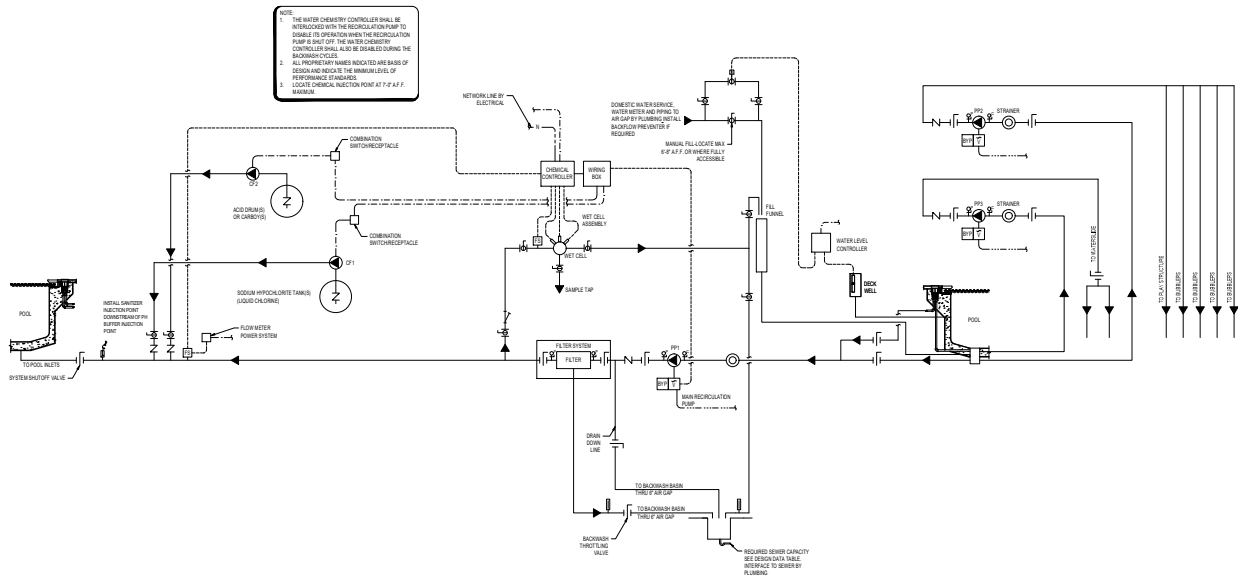 NOTE:
1. THE WATER CHEMISTRY CONTROLLER SHALL BE
INTERLOCKED WITH THE RECIRCULATION PUMP TO
DISABLE ITS OPERATION WHEN THE RECIRCULATION
PUMP IS SHUT OFF. THE WATER CHEMISTRY
CONTROLLER SHALL ALSO BE DISABLED DURING THE
BACKWASH CYCLES.
2. ALL PROPRIETARY NAMES INDICATED ARE BASIS OF
DESIGN AND INDICATE THE MINIMUM LEVEL OF
PERFORMANCE STANDARDS.
3. LOCATE CHEMICAL INJECTION POINT AT 7'-0" A.F.F.
MAXIMUM.
NETWORK LINE BY
ELECTRICAL
N
COMBINATION
SWITCH/RECEPTACLE
CF2
ACID DRUM(S)
OR CARBOY(S)
COMBINATION
SWITCH/RECEPTACLE
CF1
SODIUM HYPOCHLORITE TANK(S)
(LIQUID CHLORINE)
CHEMICAL
CONTROLLER
WIRING
BOX
WET CELL
ASSEMBLY
FS
WET CELL
SAMPLE TAP
DOMESTIC WATER SERVICE,
WATER METER AND PIPING TO
AIR GAP BY PLUMBING INSTALL
BACKFLOW PREVENTER IF
REQUIRED
MANUAL FILL-LOCATE MAX
6'-6" A.F.F. OR WHERE FULLY
ACCESSIBLE
FILL
FUNNEL
WATER LEVEL
CONTROLLER
DECK
WELL
POOL
PP2
STRAINER
BYP
PP3
STRAINER
BYP
TO WATERSLIDE
TO PLAY STRUCTURE
TO BUBBLERS
TO BUBBLERS
TO BUBBLERS
TO BUBBLERS
POOL
INSTALL SANITIZER
INJECTION POINT
DOWNSTREAM OF PH
BUFFER INJECTION
POINT
FS
FLOW METER
POWER SYSTEM
TO POOL INLETS
SYSTEM SHUTOFF VALVE
FILTER SYSTEM
FILTER
PP1
BYP
MAIN RECIRCULATION
PUMP
DRAIN
DOWN
LINE
TO BACKWASH BASIN
THRU 6" AIR GAP
TO BACKWASH BASIN
THRU 6" AIR GAP
BACKWASH
THROTTLING
VALVE
REQUIRED SEWER CAPACITY
SEE DESIGN DATA TABLE.
INTERFACE TO SEWER BY
PLUMBING